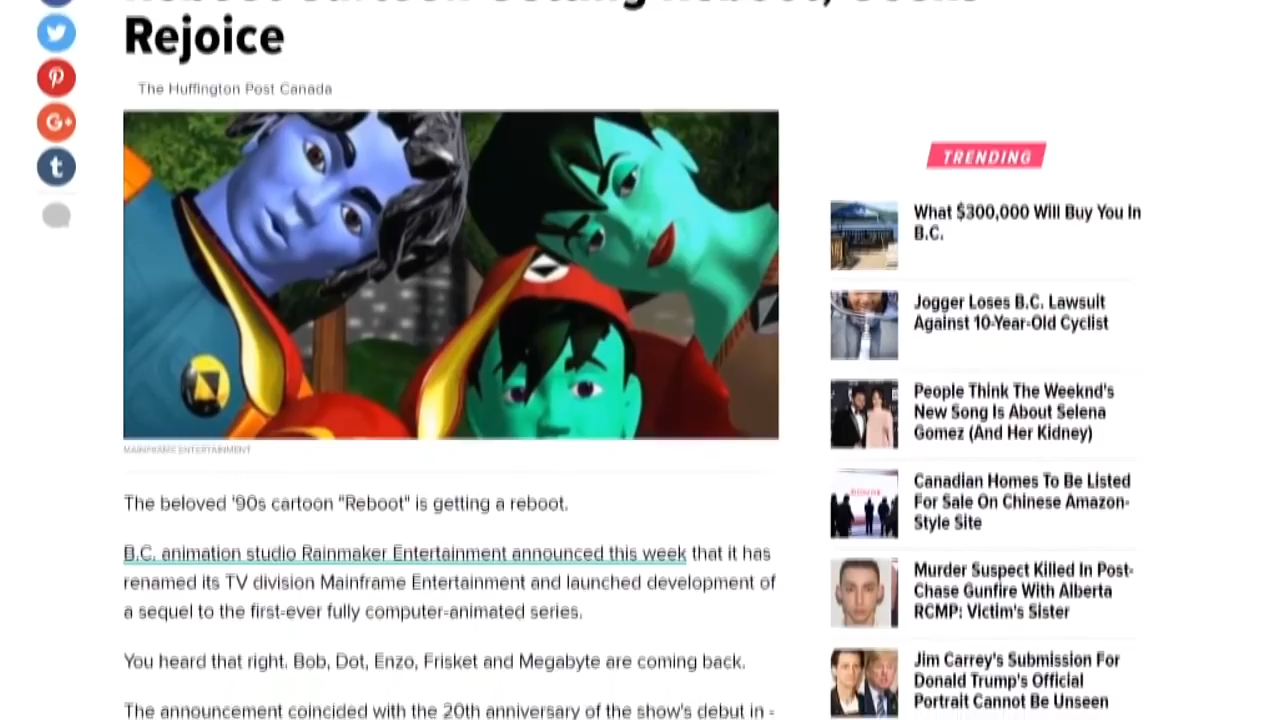 Rejoice
The Huffington Post Canada
MAINFRAME ENTERTAINMENT
The beloved '90s cartoon "Reboot" is getting a reboot.
B.C. animation studio Rainmaker Entertainment announced this week that it has
renamed its TV division Mainframe Entertainment and launched development of
a sequel to the first-ever fully computer-animated series.
You heard that right. Bob, Dot, Enzo, Frisket and Megabyte are coming back.
The announcement coincided with the 20th anniversary of the show's debut in
TRENDING
What $300,000 Will Buy You In
B.C.
Jogger Loses B.C. Lawsuit
Against 10-Year-Old Cyclist
People Think The Weeknd's
New Song Is About Selena
Gomez (And Her Kidney)
Canadian Homes To Be Listed
For Sale On Chinese Amazon-
Style Site
Murder Suspect Killed In Post-
Chase Gunfire With Alberta
RCMP: Victim's Sister
Jim Carrey's Submission For
Donald Trump's Official
Portrait Cannot Be Unseen